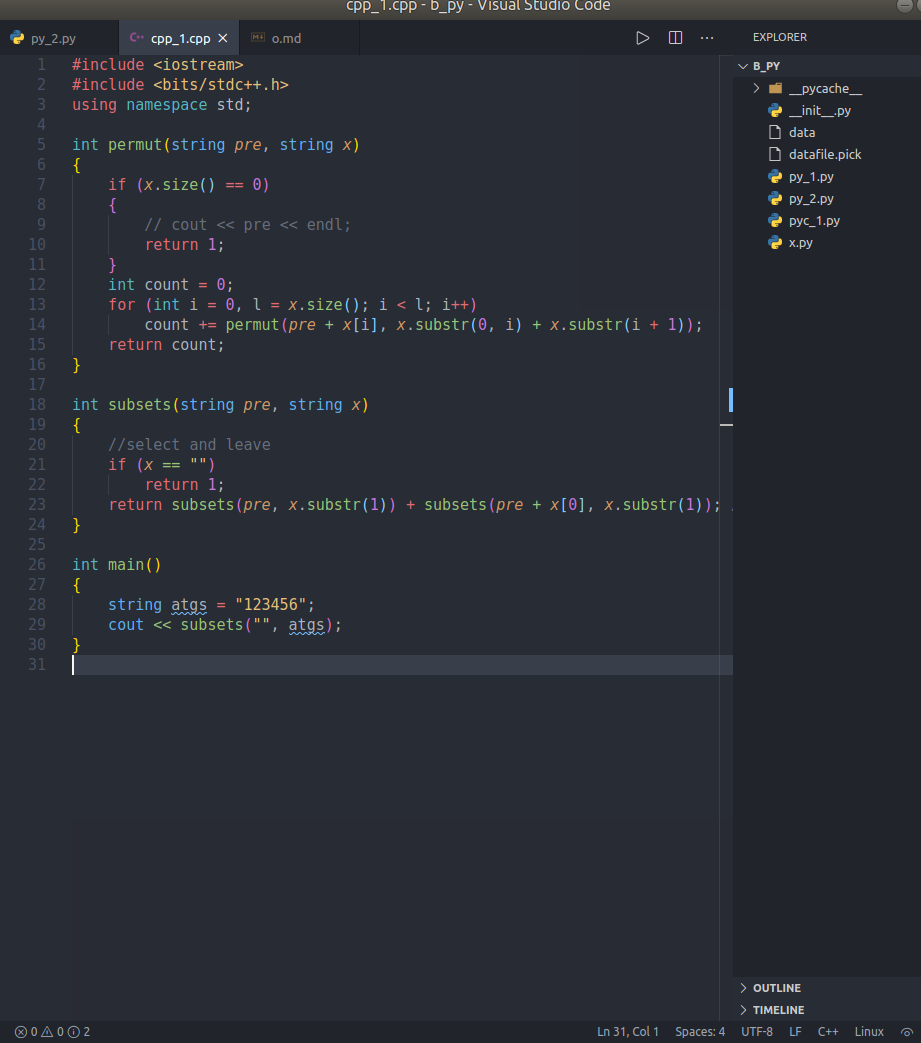 cpp_1.cpp - b_py - Visual Studio Code
py_2.py
C++ cpp_1.cpp
o.md
EXPLORER
B_PY
__pycache__
__init__.py
data
datafile.pick
py_1.py
py_2.py
pyc_1.py
x.py
1 #include <iostream>
2 #include <bits/stdc++.h>
3 using namespace std;
4
5 int permut(string pre, string x)
6 {
7     if (x.size() == 0)
8     {
9         // cout << pre << endl;
10         return 1;
11     }
12     int count = 0;
13     for (int i = 0, l = x.size(); i < l; i++)
14         count += permut(pre + x[i], x.substr(0, i) + x.substr(i + 1));
15     return count;
16 }
17
18 int subsets(string pre, string x)
19 {
20     //select and leave
21     if (x == "")
22         return 1;
23     return subsets(pre, x.substr(1)) + subsets(pre + x[0], x.substr(1));
24 }
25
26 int main()
27 {
28     string atgs = "123456";
29     cout << subsets("", atgs);
30 }
31
OUTLINE
TIMELINE
0 0 2
Ln 31, Col 1 Spaces: 4 UTF-8 LF C++ Linux